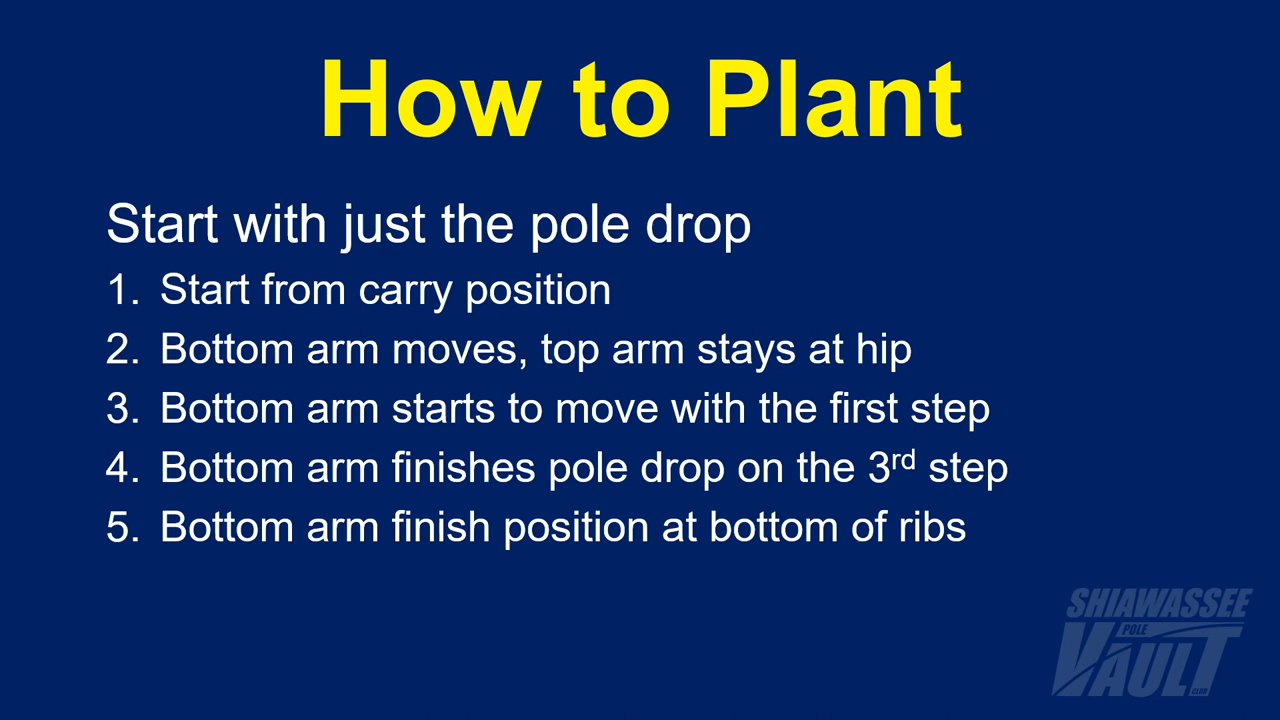 How to Plant
Start with just the pole drop
1. Start from carry position
2. Bottom arm moves, top arm stays at hip
3. Bottom arm starts to move with the first step
4. Bottom arm finishes pole drop on the 3rd step
5. Bottom arm finish position at bottom of ribs
SHIAWASSEE
POLE
VAULT
CLUB